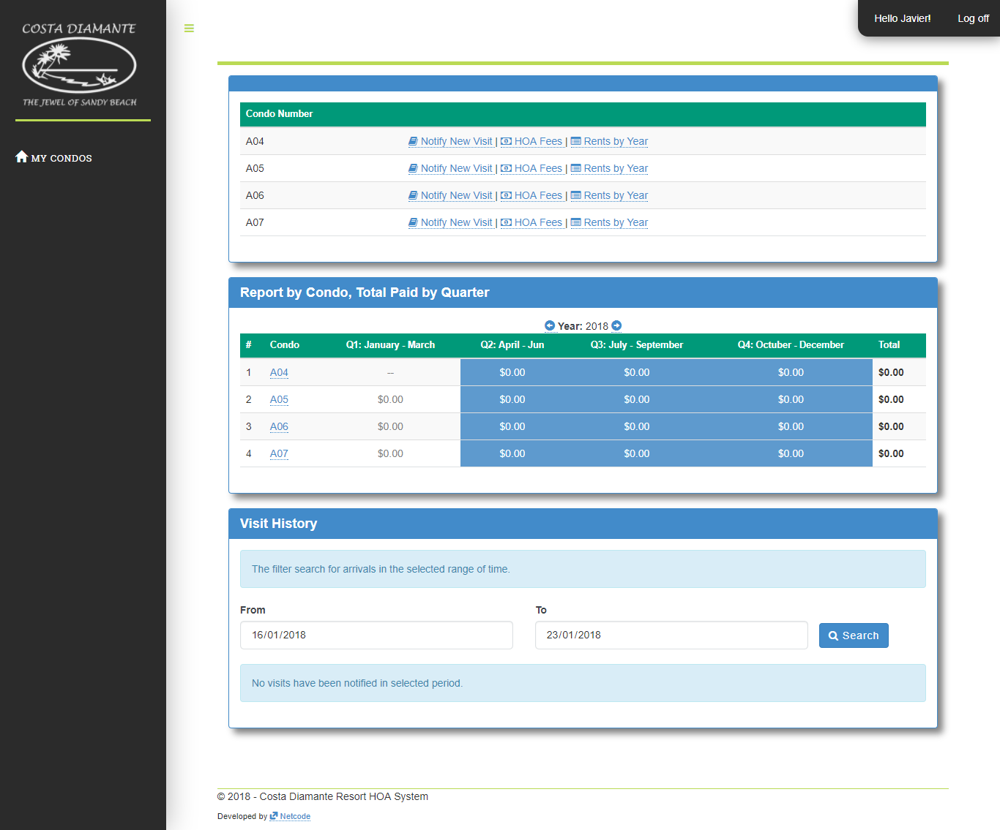 COSTA DIAMANTE
THE JEWEL OF SANDY BEACH
MY CONDOS
Hello Javier! Log off
Condo Number
A04 Notify New Visit | HOA Fees | Rents by Year
A05 Notify New Visit | HOA Fees | Rents by Year
A06 Notify New Visit | HOA Fees | Rents by Year
A07 Notify New Visit | HOA Fees | Rents by Year
Report by Condo, Total Paid by Quarter
Year: 2018
# Condo Q1: January - March Q2: April - Jun Q3: July - September Q4: Octuber - December Total
1 A04 -- $0.00 $0.00 $0.00 $0.00
2 A05 $0.00 $0.00 $0.00 $0.00 $0.00
3 A06 $0.00 $0.00 $0.00 $0.00 $0.00
4 A07 $0.00 $0.00 $0.00 $0.00 $0.00
Visit History
The filter search for arrivals in the selected range of time.
From To
16/01/2018 23/01/2018 Search
No visits have been notified in selected period.
© 2018 - Costa Diamante Resort HOA System
Developed by Netcode